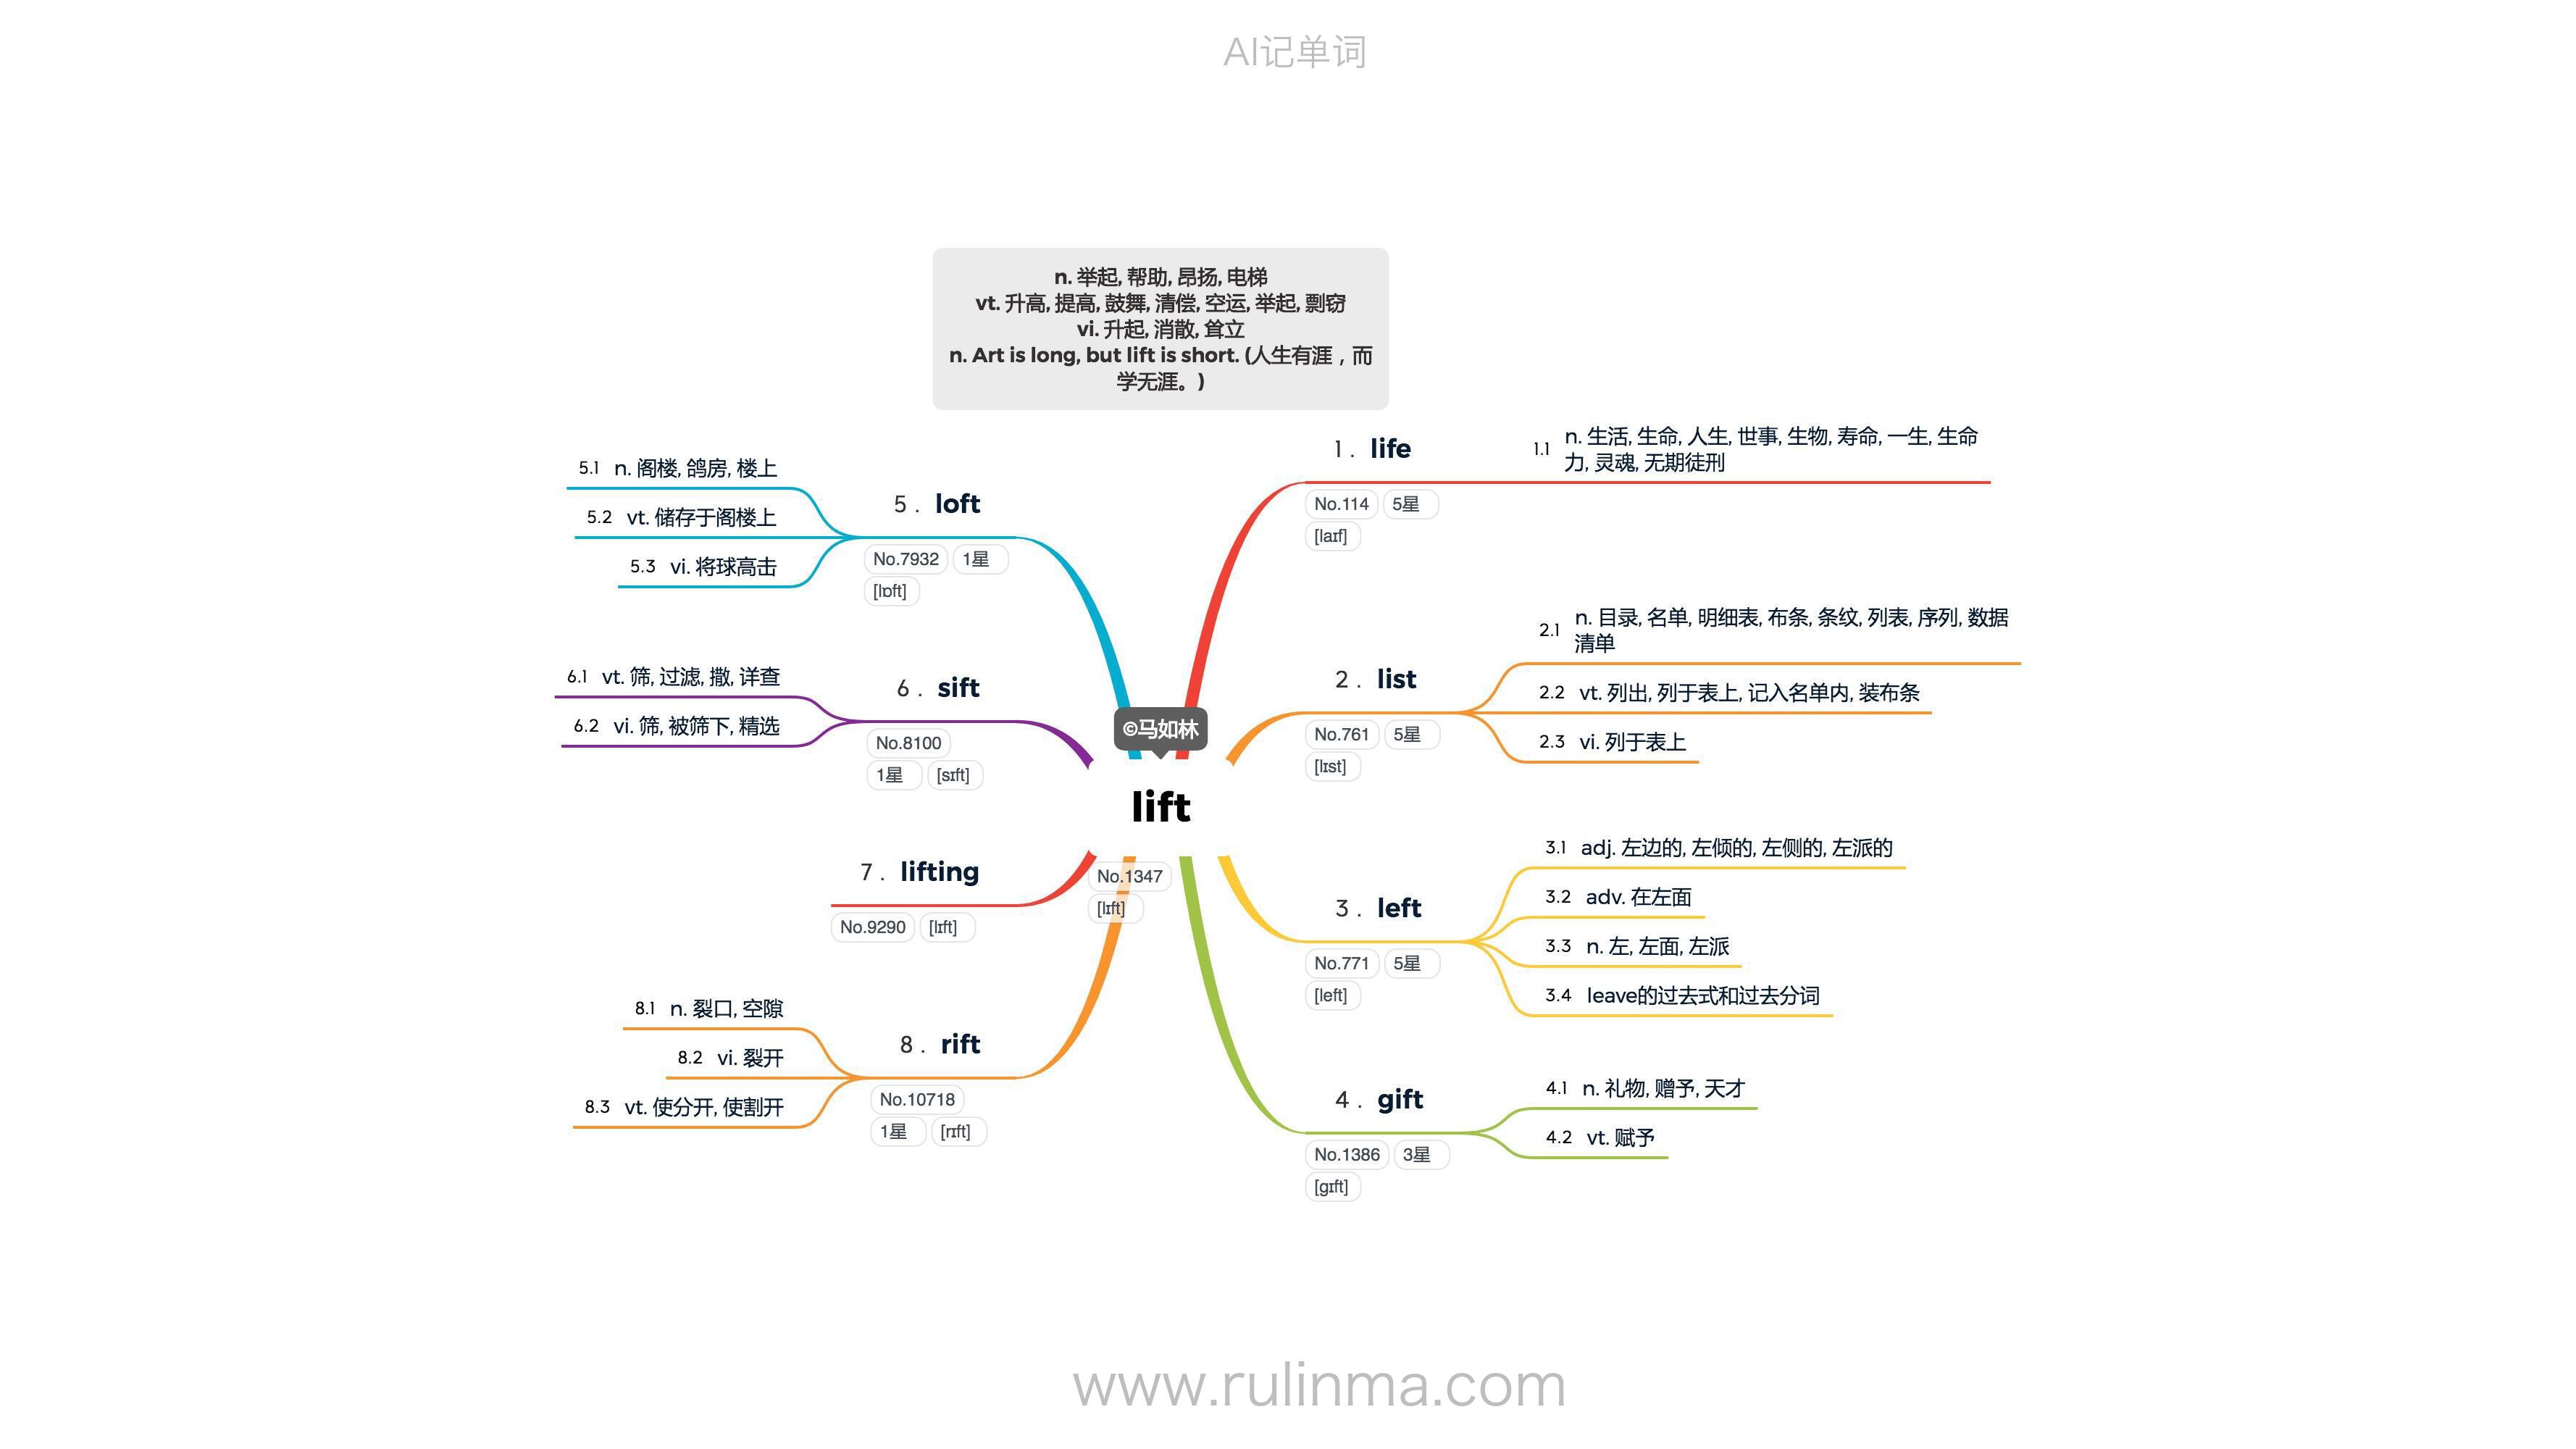 AI记单词
n. 举起, 帮助, 昂扬, 电梯
vt. 升高, 提高, 鼓舞, 清偿, 空运, 举起, 剽窃
vi. 升起, 消散, 耸立
n. Art is long, but lift is short. (人生有涯，而
学无涯。)
©马如林
lift
No.1347
[lɪft]
1. life
No.114 5星
[laɪf]
1.1 n. 生活, 生命, 人生, 世事, 生物, 寿命, 一生, 生命
力, 灵魂, 无期徒刑
2. list
No.761 5星
[lɪst]
2.1 n. 目录, 名单, 明细表, 布条, 条纹, 列表, 序列, 数据
清单
2.2 vt. 列出, 列于表上, 记入名单内, 装布条
2.3 vi. 列于表上
3. left
No.771 5星
[left]
3.1 adj. 左边的, 左倾的, 左侧的, 左派的
3.2 adv. 在左面
3.3 n. 左, 左面, 左派
3.4 leave的过去式和过去分词
4. gift
No.1386 3星
[gɪft]
4.1 n. 礼物, 赠予, 天才
4.2 vt. 赋予
5. loft
No.7932 1星
[lɒft]
5.1 n. 阁楼, 鸽房, 楼上
5.2 vt. 储存于阁楼上
5.3 vi. 将球高击
6. sift
No.8100
1星 [sɪft]
6.1 vt. 筛, 过滤, 撒, 详查
6.2 vi. 筛, 被筛下, 精选
7. lifting
No.9290 [lɪft]
8. rift
No.10718
1星 [rɪft]
8.1 n. 裂口, 空隙
8.2 vi. 裂开
8.3 vt. 使分开, 使割开
www.rulinma.com